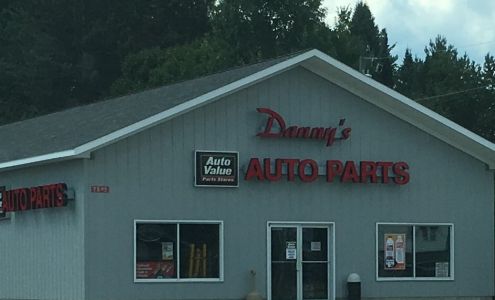 Danny's
Auto Value
Parts Stores
AUTO PARTS
AUTO PARTS